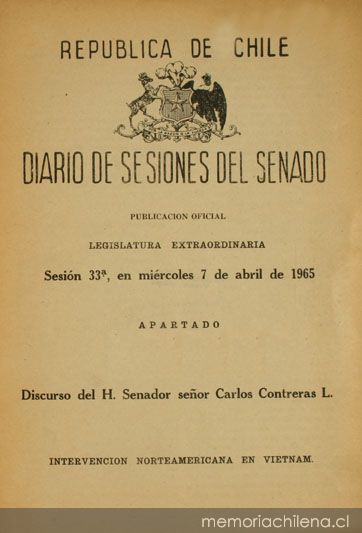 REPUBLICA DE CHILE
DIARIO DE SESIONES DEL SENADO
PUBLICACION OFICIAL
LEGISLATURA EXTRAORDINARIA
Sesión 33ª, en miércoles 7 de abril de 1965
APARTADO
Discurso del H. Senador señor Carlos Contreras L.
INTERVENCION NORTEAMERICANA EN VIETNAM.
memoriachilena.cl